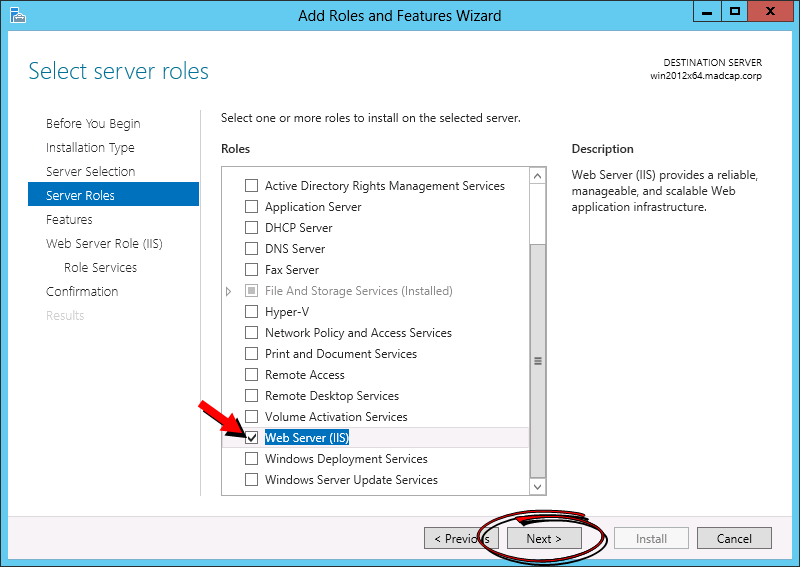 Add Roles and Features Wizard
Select server roles
DESTINATION SERVER
win2012x64.madcap.corp
Before You Begin
Installation Type
Server Selection
Server Roles
Features
Web Server Role (IIS)
Role Services
Confirmation
Results
Select one or more roles to install on the selected server.
Roles
Active Directory Rights Management Services
Application Server
DHCP Server
DNS Server
Fax Server
File And Storage Services (Installed)
Hyper-V
Network Policy and Access Services
Print and Document Services
Remote Access
Remote Desktop Services
Volume Activation Services
Web Server (IIS)
Windows Deployment Services
Windows Server Update Services
Description
Web Server (IIS) provides a reliable,
manageable, and scalable Web
application infrastructure.
< Previous
Next >
Install
Cancel